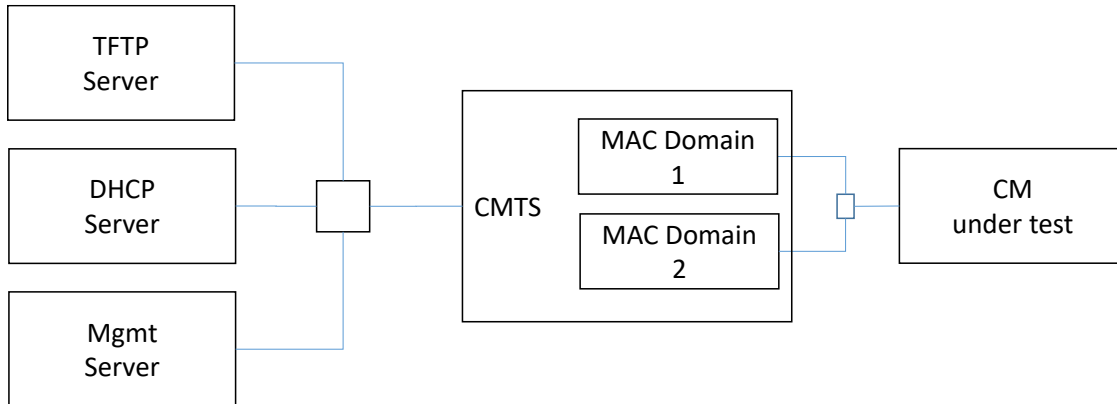 TFTP
Server
DHCP
Server
Mgmt
Server
CMTS
MAC Domain
1
MAC Domain
2
CM
under test